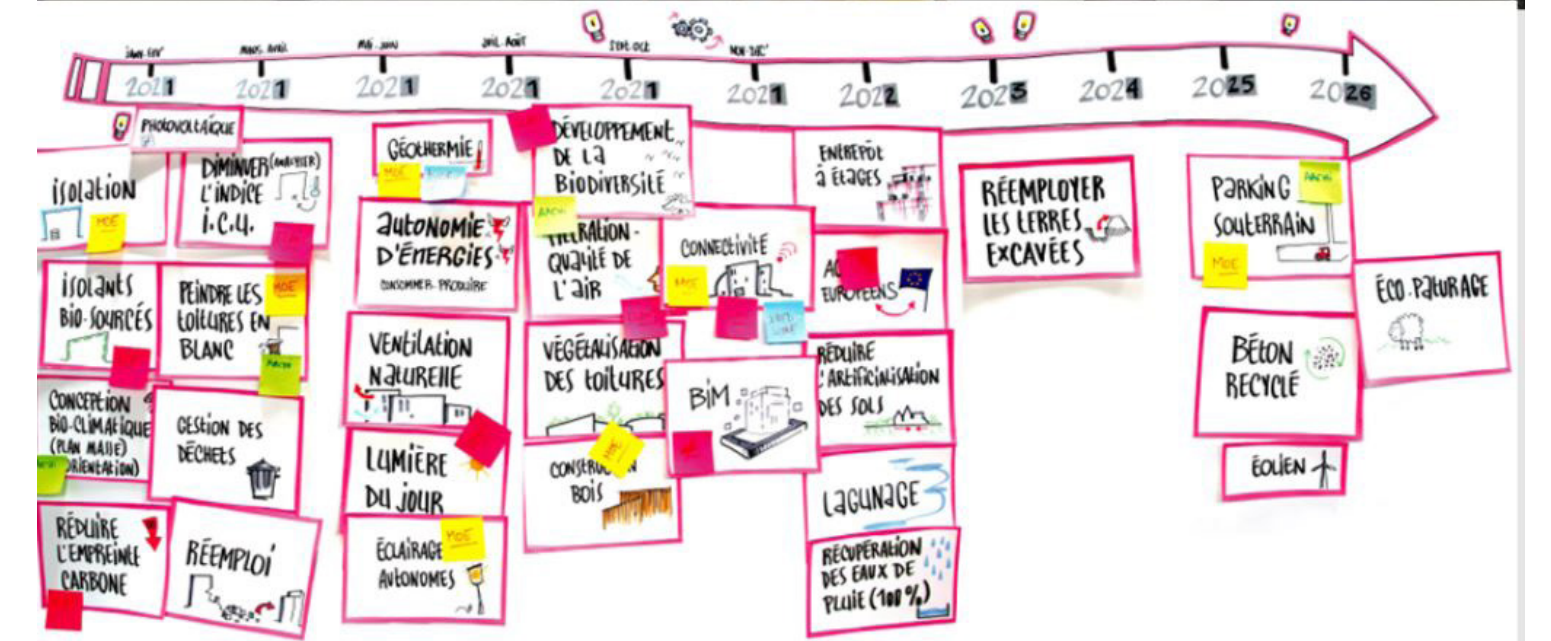 JANV-FEV'
MARS-AVRIL
MAI-JUIN
JUIL-AOÛT
SEPT-OCT
NOV-DEC'
2021
2021
2021
2021
2021
2021
2022
2023
2024
2025
2026
PHOTOVOLTAÏQUE
ISOLATION
MOE
DIMINUER
L'INDICE
I.C.U.
ISOLANTS
BIO-SOURCÉS
PEINDRE LES
TOITURES EN
BLANC
MOE
ARCHI
CONCEPTION
BIO-CLIMATIQUE
(PLAN MASSE)
ORIENTATION)
GESTION DES
DÉCHETS
RÉDUIRE
L'EMPREINTE
CARBONE
RÉEMPLOI
GÉOTHERMIE
MOE
AUTONOMIE
D'ÉNERGIES
CONSOMMER-PRODUIRE
VENTILATION
NATURELLE
LUMIÈRE
DU JOUR
ÉCLAIRAGE
AUTONOMES
MOE
DÉVELOPPEMENT
DE LA
BIODIVERSITÉ
ARCHI
QUALITÉ DE
L'AIR
VÉGÉTALISATION
DES TOITURES
MOE
BOIS
CONNECTIVITÉ
MOE
BIM
ENTREPÔT
À ÉTAGES
EUROPÉENS
RÉDUIRE
L'ARTIFICIALISATION
DES SOLS
LAGUNAGE
RÉCUPÉRATION
DES EAUX DE
PLUIE (100%)
RÉEMPLOYER
LES TERRES
EXCAVÉES
PARKING
SOUTERRAIN
ARCHI
MOE
BÉTON
RECYCLÉ
ÉOLIEN
ÉCO-PATURAGE